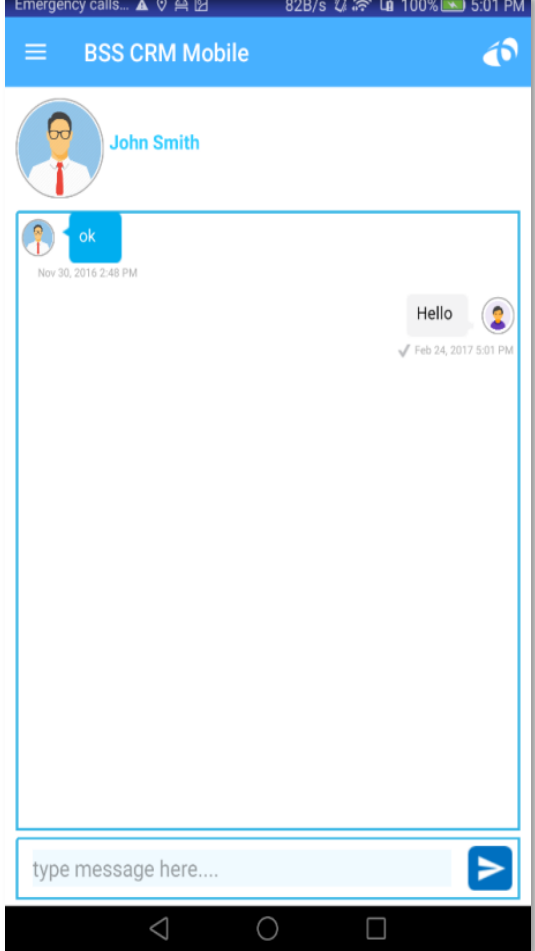 Emergency calls... 82B/s 100% 5:01 PM
BSS CRM Mobile
John Smith
ok
Nov 30, 2016 2:48 PM
Hello
Feb 24, 2017 5:01 PM
type message here....